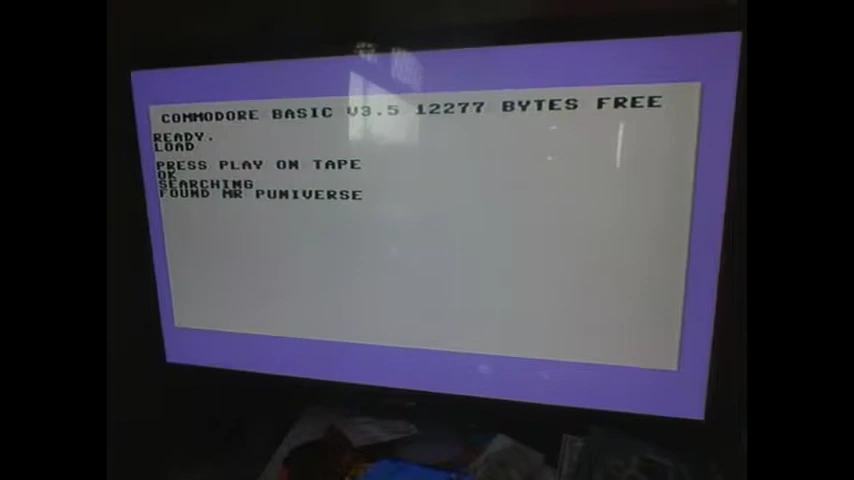 COMMODORE BASIC V3.5 12277 BYTES FREE
READY.
LOAD
PRESS PLAY ON TAPE
OK
SEARCHING
FOUND MR PUNIVERSE